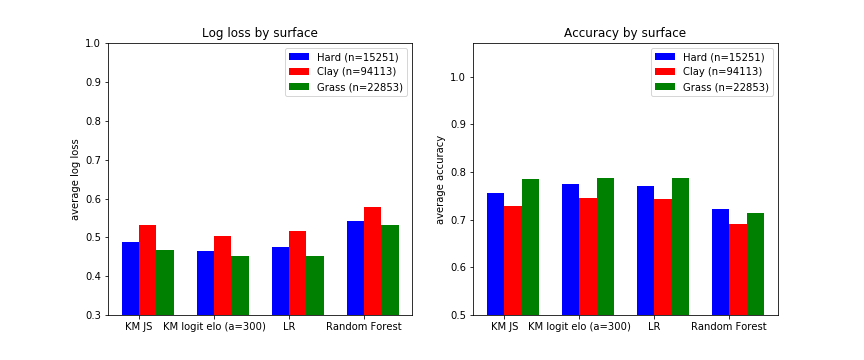 Log loss by surface
1.0
0.9
0.8
0.7
0.6
0.5
0.4
0.3
average log loss
Hard (n=15251)
Clay (n=94113)
Grass (n=22853)
KM JS
KM logit elo (a=300)
LR
Random Forest
Accuracy by surface
1.0
0.9
0.8
0.7
0.6
0.5
average accuracy
Hard (n=15251)
Clay (n=94113)
Grass (n=22853)
KM JS
KM logit elo (a=300)
LR
Random Forest